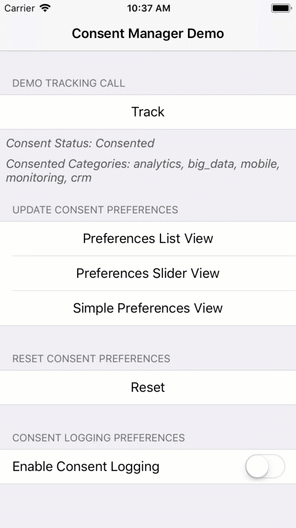 Carrier 10:37 AM
Consent Manager Demo
DEMO TRACKING CALL
Track
Consent Status: Consented
Consented Categories: analytics, big_data, mobile,
monitoring, crm
UPDATE CONSENT PREFERENCES
Preferences List View
Preferences Slider View
Simple Preferences View
RESET CONSENT PREFERENCES
Reset
CONSENT LOGGING PREFERENCES
Enable Consent Logging